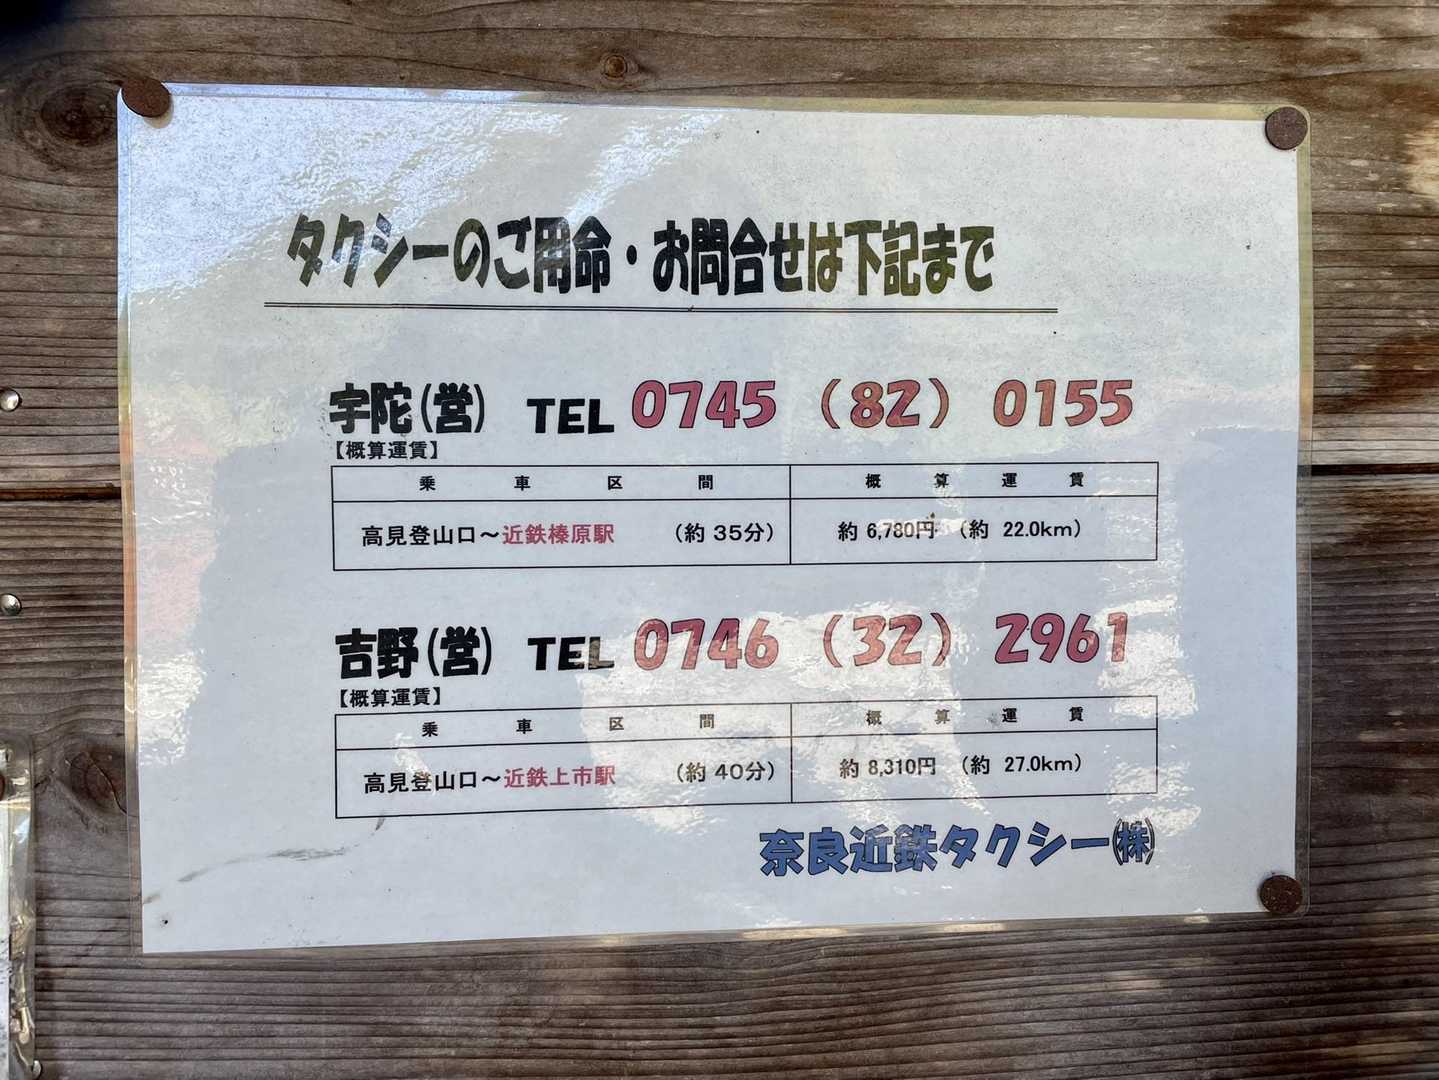 タクシーのご用命・お問合せは下記まで
宇陀(営) TEL 0745 (82) 0155
【概算運賃】
乗車区間 概算運賃
高見登山口～近鉄榛原駅 (約 35分) 約 6,780円 (約 22.0km)
吉野(営) TEL 0746 (32) 2961
【概算運賃】
乗車区間 概算運賃
高見登山口～近鉄上市駅 (約 40分) 約 8,310円 (約 27.0km)
奈良近鉄タクシー(株)